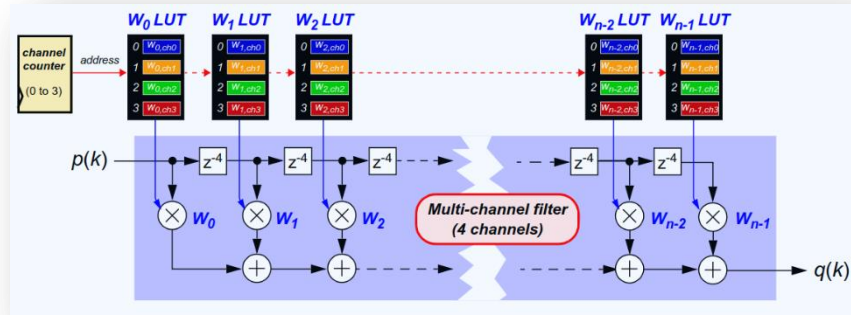 W0 LUT W1 LUT W2 LUT Wn-2 LUT Wn-1 LUT
channel counter (0 to 3)
address
0 W0,ch0
1 W0,ch1
2 W0,ch2
3 W0,ch3
0 W1,ch0
1 W1,ch1
2 W1,ch2
3 W1,ch3
0 W2,ch0
1 W2,ch1
2 W2,ch2
3 W2,ch3
0 Wn-2,ch0
1 Wn-2,ch1
2 Wn-2,ch2
3 Wn-2,ch3
0 Wn-1,ch0
1 Wn-1,ch1
2 Wn-1,ch2
3 Wn-1,ch3
p(k) z-4 z-4 z-4 z-4 z-4
Multi-channel filter
(4 channels)
W0 W1 W2 Wn-2 Wn-1
q(k)